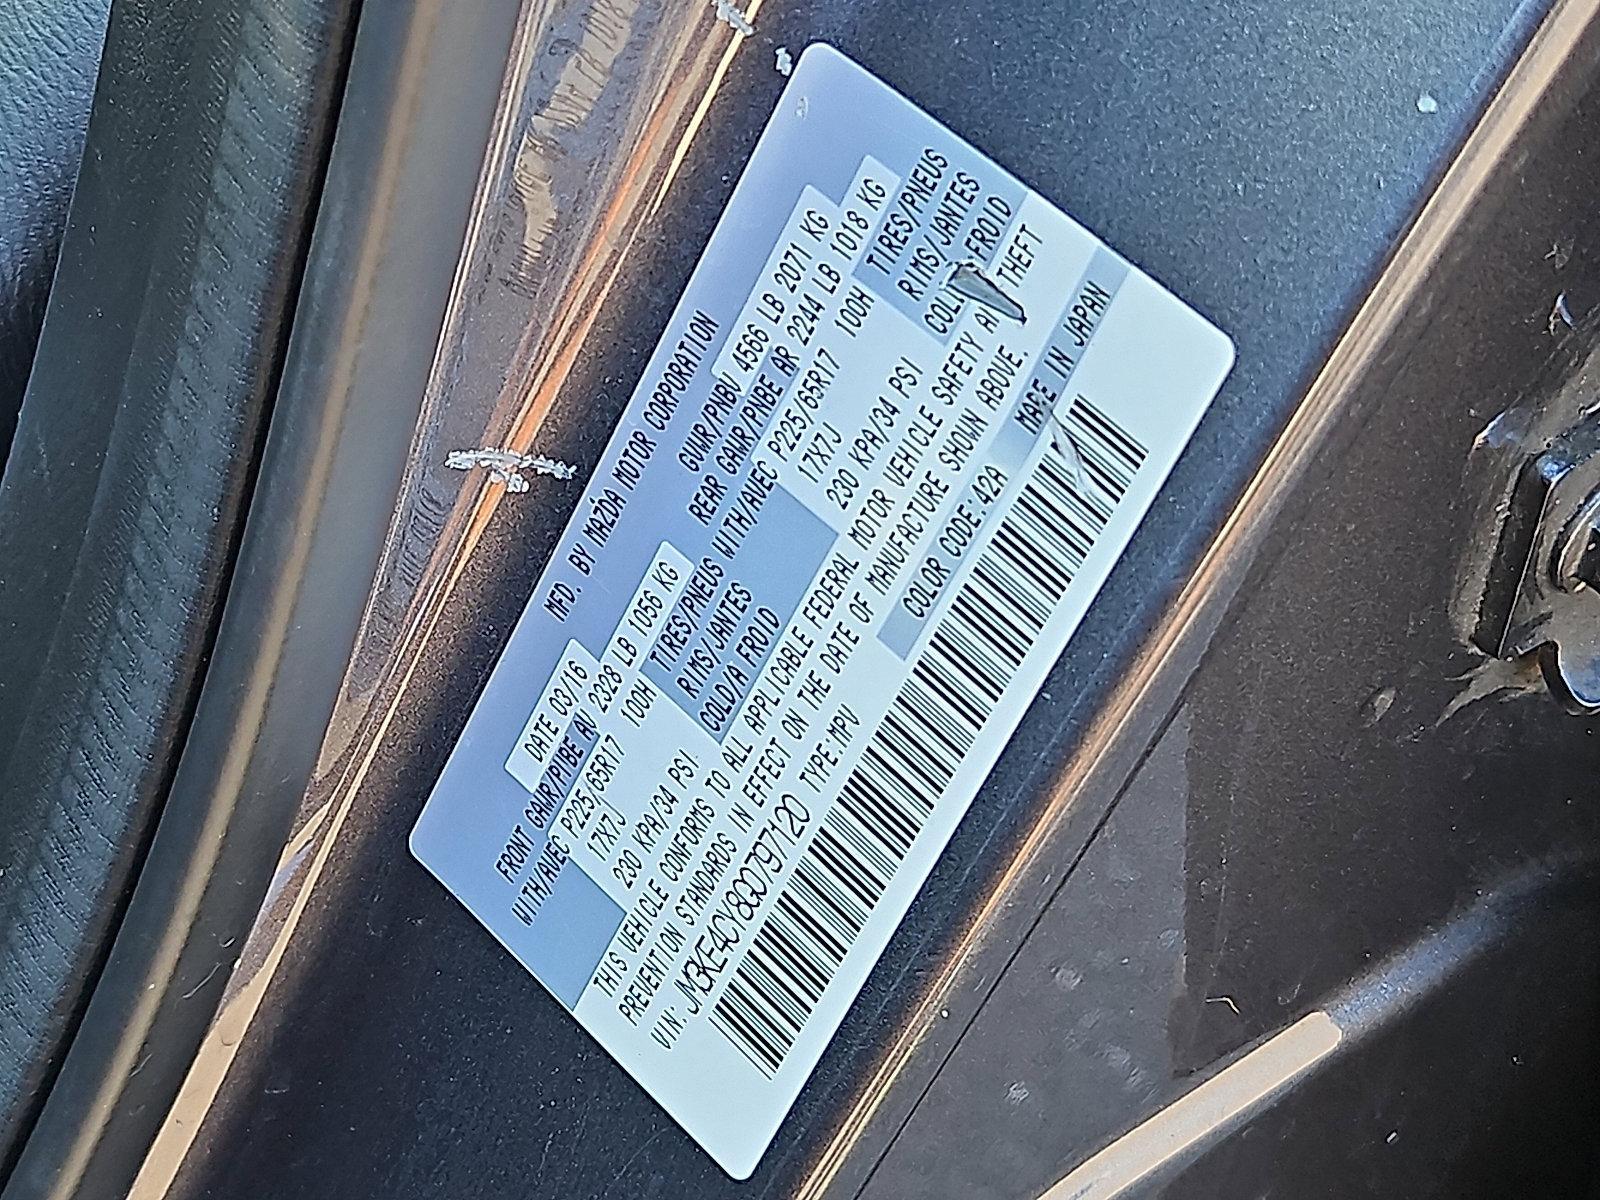 MFD. BY MAZDA MOTOR CORPORATION
DATE 03/16 GVWR/PNBV 4566 LB 2071 KG
FRONT GAWR/PNBE AV 2328 LB 1056 KG REAR GAWR/PNBE AR 2244 LB 1018 KG
WITH/AVEC P225/65R17 100H TIRES/PNEUS WITH/AVEC P225/65R17 100H TIRES/PNEUS
17X7J RIMS/JANTES 17X7J RIMS/JANTES
230 KPA/34 PSI COLD/A FROID 230 KPA/34 PSI FROID
THIS VEHICLE CONFORMS TO ALL APPLICABLE FEDERAL MOTOR VEHICLE SAFETY THEFT
PREVENTION STANDARDS IN EFFECT ON THE DATE OF MANUFACTURE SHOWN ABOVE.
VIN: JM3KE4CY8G0797120 TYPE:MPV COLOR CODE:42A MADE IN JAPAN